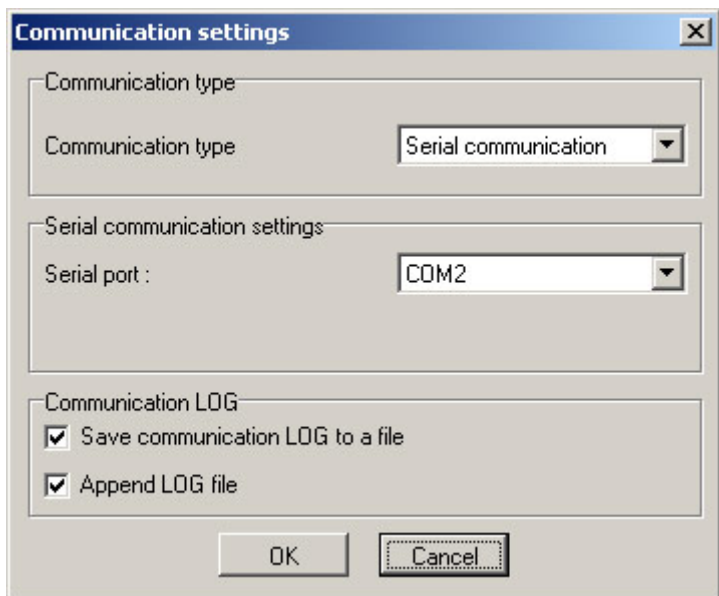 Communication settings
Communication type
Communication type Serial communication
Serial communication settings
Serial port : COM2
Communication LOG
Save communication LOG to a file
Append LOG file
OK Cancel